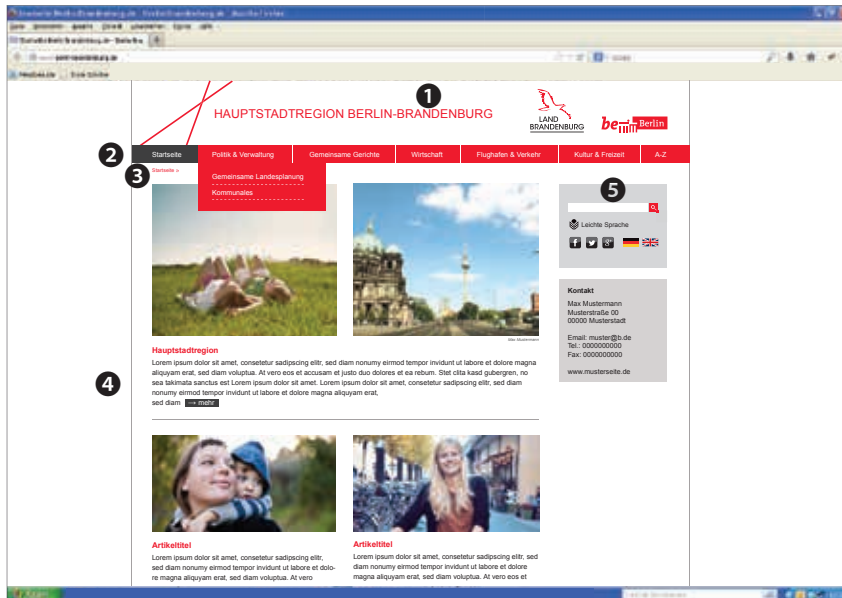 1
HAUPTSTADTREGION BERLIN-BRANDENBURG
LAND
BRANDENBURG
be Berlin
2
Startseite
Politik & Verwaltung
Gemeinsame Gerichte
Wirtschaft
Flughafen & Verkehr
Kultur & Freizeit
A-Z
3
Startseite »
Gemeinsame Landesplanung
Kommunales
5
Leichte Sprache
Max Mustermann
Kontakt
Max Mustermann
Musterstraße 00
00000 Musterstadt
Email: muster@b.de
Tel.: 0000000000
Fax: 0000000000
www.musterseite.de
4
Hauptstadtregion
Lorem ipsum dolor sit amet, consetetur sadipscing elitr, sed diam nonumy eirmod tempor invidunt ut labore et dolore magna
aliquyam erat, sed diam voluptua. At vero eos et accusam et justo duo dolores et ea rebum. Stet clita kasd gubergren, no
sea takimata sanctus est Lorem ipsum dolor sit amet. Lorem ipsum dolor sit amet, consetetur sadipscing elitr, sed diam
nonumy eirmod tempor invidunt ut labore et dolore magna aliquyam erat,
sed diam → mehr
Artikeltitel
Lorem ipsum dolor sit amet, consetetur sadipscing elitr,
sed diam nonumy eirmod tempor invidunt ut labore et dolo-
re magna aliquyam erat, sed diam voluptua. At vero
Artikeltitel
Lorem ipsum dolor sit amet, consetetur sadipscing elitr, sed
diam nonumy eirmod tempor invidunt ut labore et dolore
magna aliquyam erat, sed diam voluptua. At vero eos et